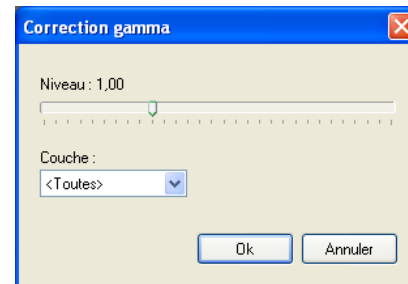 Correction gamma
Niveau : 1,00
Couche :
<Toutes>
Ok
Annuler